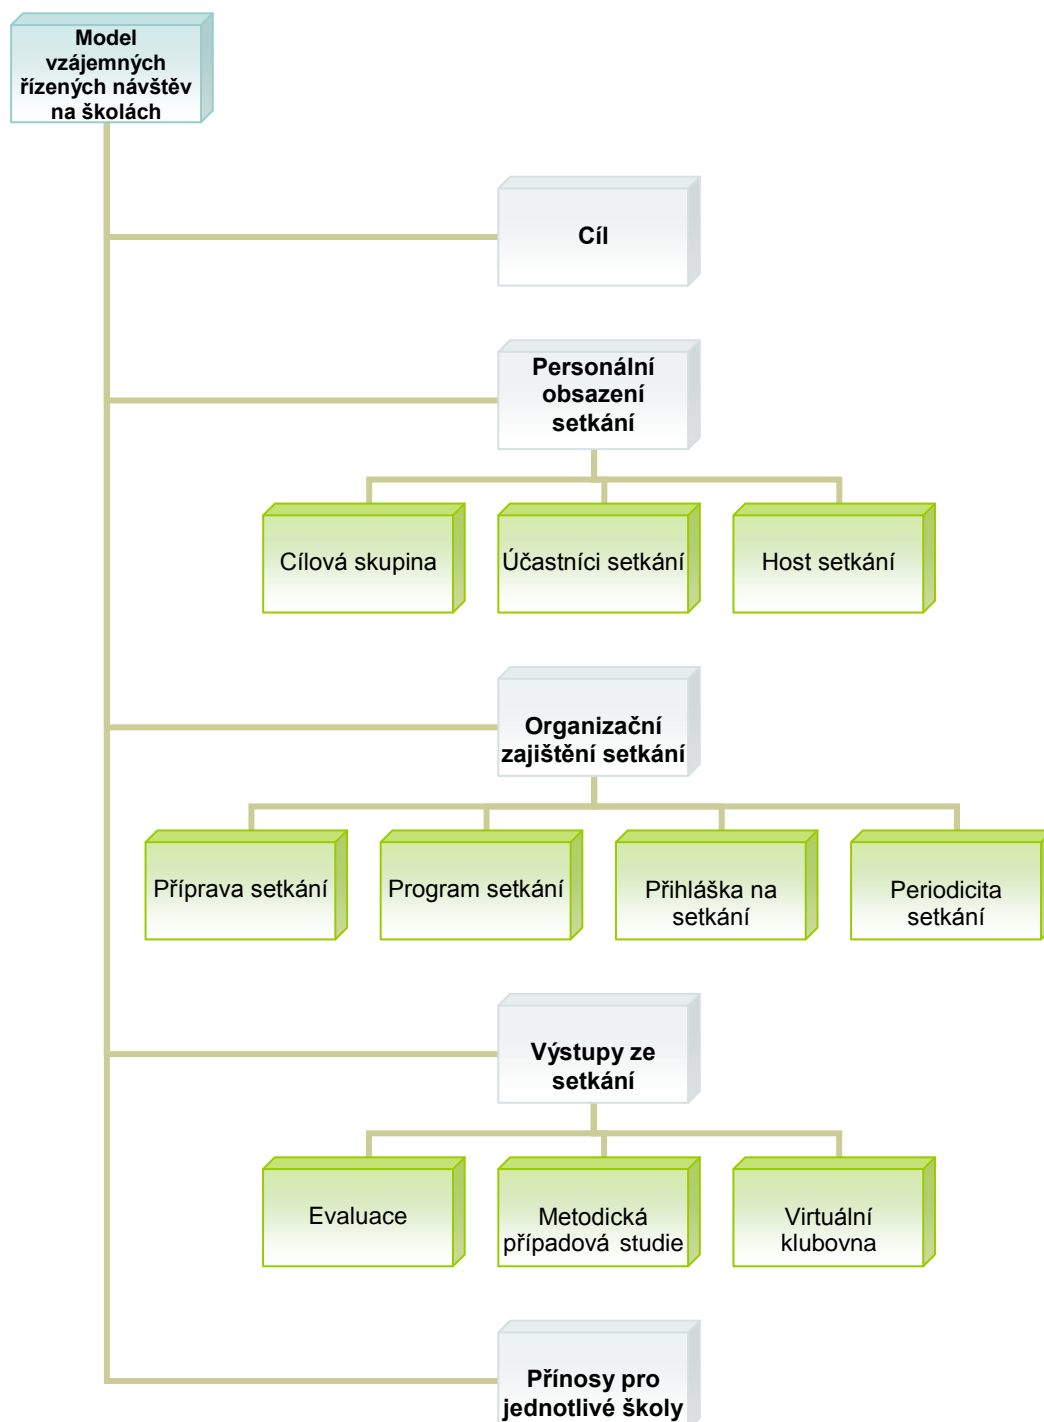 Model
vzájemných
řízených návštěv
na školách
Cíl
Personální
obsazení
setkání
Cílová skupina
Účastníci setkání
Host setkání
Organizační
zajištění setkání
Příprava setkání
Program setkání
Přihláška na
setkání
Periodicita
setkání
Výstupy ze
setkání
Evaluace
Metodická
případová studie
Virtuální
klubovna
Přínosy pro
jednotlivé školy